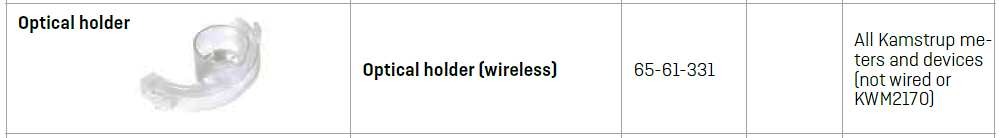 Optical holder
Optical holder (wireless)
65-61-331
All Kamstrup me-
ters and devices
(not wired or
KWM2170)